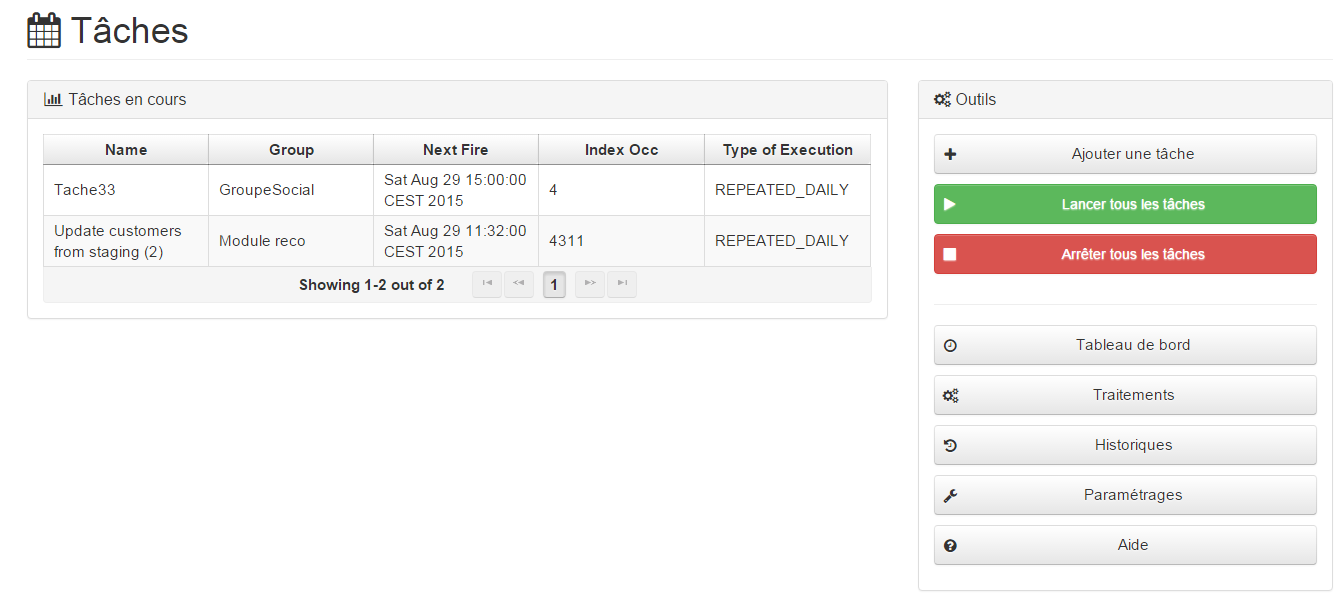 Tâches
Tâches en cours
Name Group Next Fire Index Occ Type of Execution
Tache33 GroupeSocial Sat Aug 29 15:00:00 CEST 2015 4 REPEATED_DAILY
Update customers from staging (2) Module reco Sat Aug 29 11:32:00 CEST 2015 4311 REPEATED_DAILY
Showing 1-2 out of 2 1
Outils
Ajouter une tâche
Lancer tous les tâches
Arrêter tous les tâches
Tableau de bord
Traitements
Historiques
Paramétrages
Aide